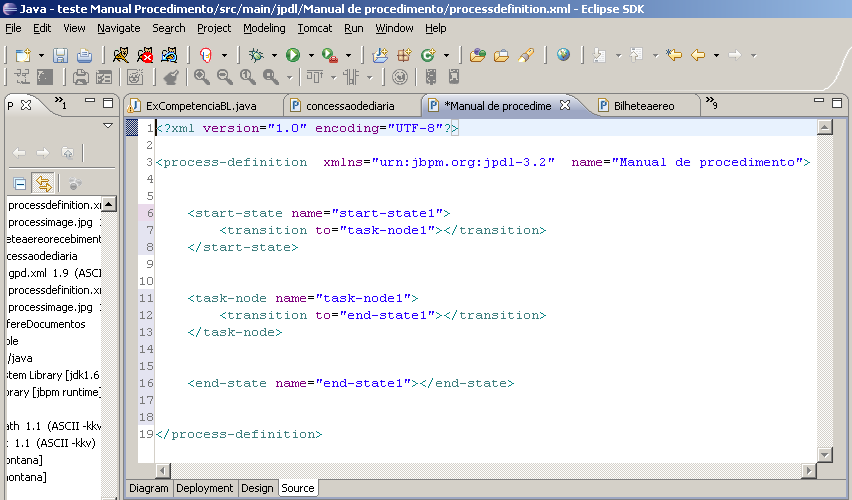 Java - teste Manual Procedimento/src/main/jpdl/Manual de procedimento/processdefinition.xml - Eclipse SDK
File Edit View Navigate Search Project Modeling Tomcat Run Window Help
P 1 ExCompetenciaBL.java concessaodediaria *Manual de procedime Bilheteaereo 9
processdefinition.xm
processimage.jpg 1
eteaereorecebiment
cessaodediaria
gpd.xml 1.9 (ASCI
processdefinition.xm
processimage.jpg 1
fereDocumentos
ple
/java
stem Library [jdk1.6
brary [jbpm runtime]
ath 1.1 (ASCII -kkv)
t 1.1 (ASCII -kkv)
ontana]
nontana]
1 <?xml version="1.0" encoding="UTF-8"?>
2
3 <process-definition xmlns="urn:jbpm.org:jpdl-3.2" name="Manual de procedimento">
4
5
6 <start-state name="start-state1">
7 <transition to="task-node1"></transition>
8 </start-state>
9
10
11 <task-node name="task-node1">
12 <transition to="end-state1"></transition>
13 </task-node>
14
15
16 <end-state name="end-state1"></end-state>
17
18
19 </process-definition>
Diagram Deployment Design Source